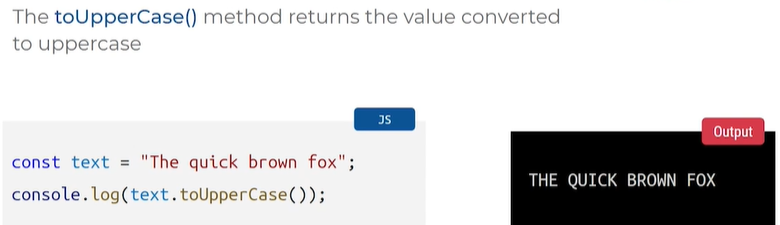 The toUpperCase() method returns the value converted
to uppercase
JS
const text = "The quick brown fox";
console.log(text.toUpperCase());
Output
THE QUICK BROWN FOX